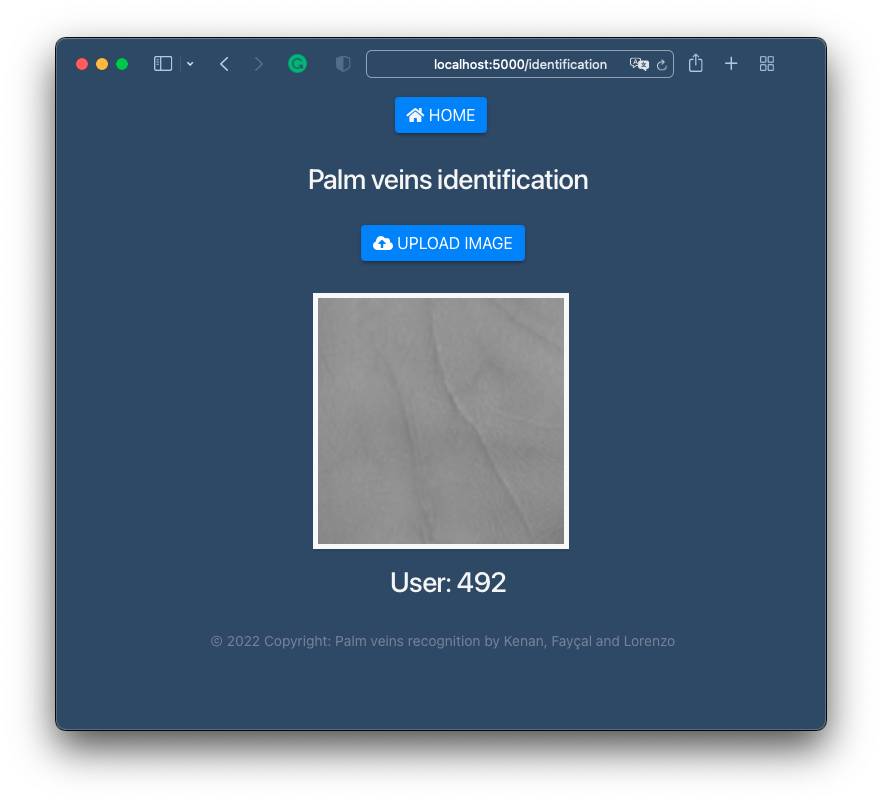 localhost:5000/identification
HOME
Palm veins identification
UPLOAD IMAGE
User: 492
© 2022 Copyright: Palm veins recognition by Kenan, Fayçal and Lorenzo